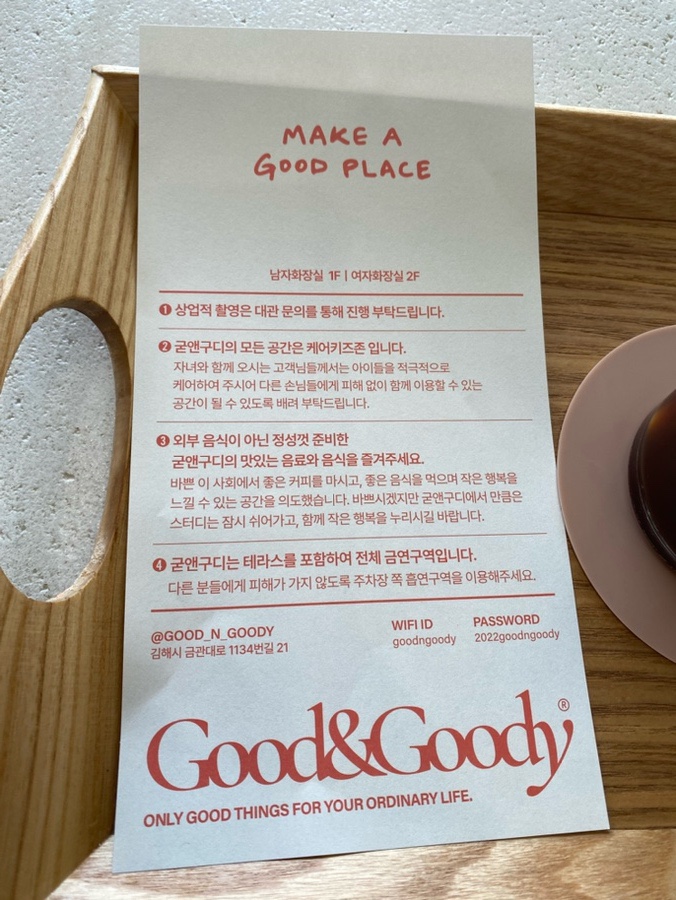 MAKE A
GOOD PLACE
남자화장실 1F | 여자화장실 2F
❶ 상업적 촬영은 대관 문의를 통해 진행 부탁드립니다.
❷ 굳앤구디의 모든 공간은 케어키즈존 입니다.
자녀와 함께 오시는 고객님들께서는 아이들을 적극적으로
케어하여 주시어 다른 손님들에게 피해 없이 함께 이용할 수 있는
공간이 될 수 있도록 배려 부탁드립니다.
❸ 외부 음식이 아닌 정성껏 준비한
굳앤구디의 맛있는 음료와 음식을 즐겨주세요.
바쁜 이 사회에서 좋은 커피를 마시고, 좋은 음식을 먹으며 작은 행복을
느낄 수 있는 공간을 의도했습니다. 바쁘시겠지만 굳앤구디에서 만큼은
스터디는 잠시 쉬어가고, 함께 작은 행복을 누리시길 바랍니다.
❹ 굳앤구디는 테라스를 포함하여 전체 금연구역입니다.
다른 분들에게 피해가 가지 않도록 주차장 쪽 흡연구역을 이용해주세요.
@GOOD_N_GOODY
김해시 금관대로 1134번길 21
WIFI ID
goodngoody
PASSWORD
2022goodngoody
Good&Goody®
ONLY GOOD THINGS FOR YOUR ORDINARY LIFE.